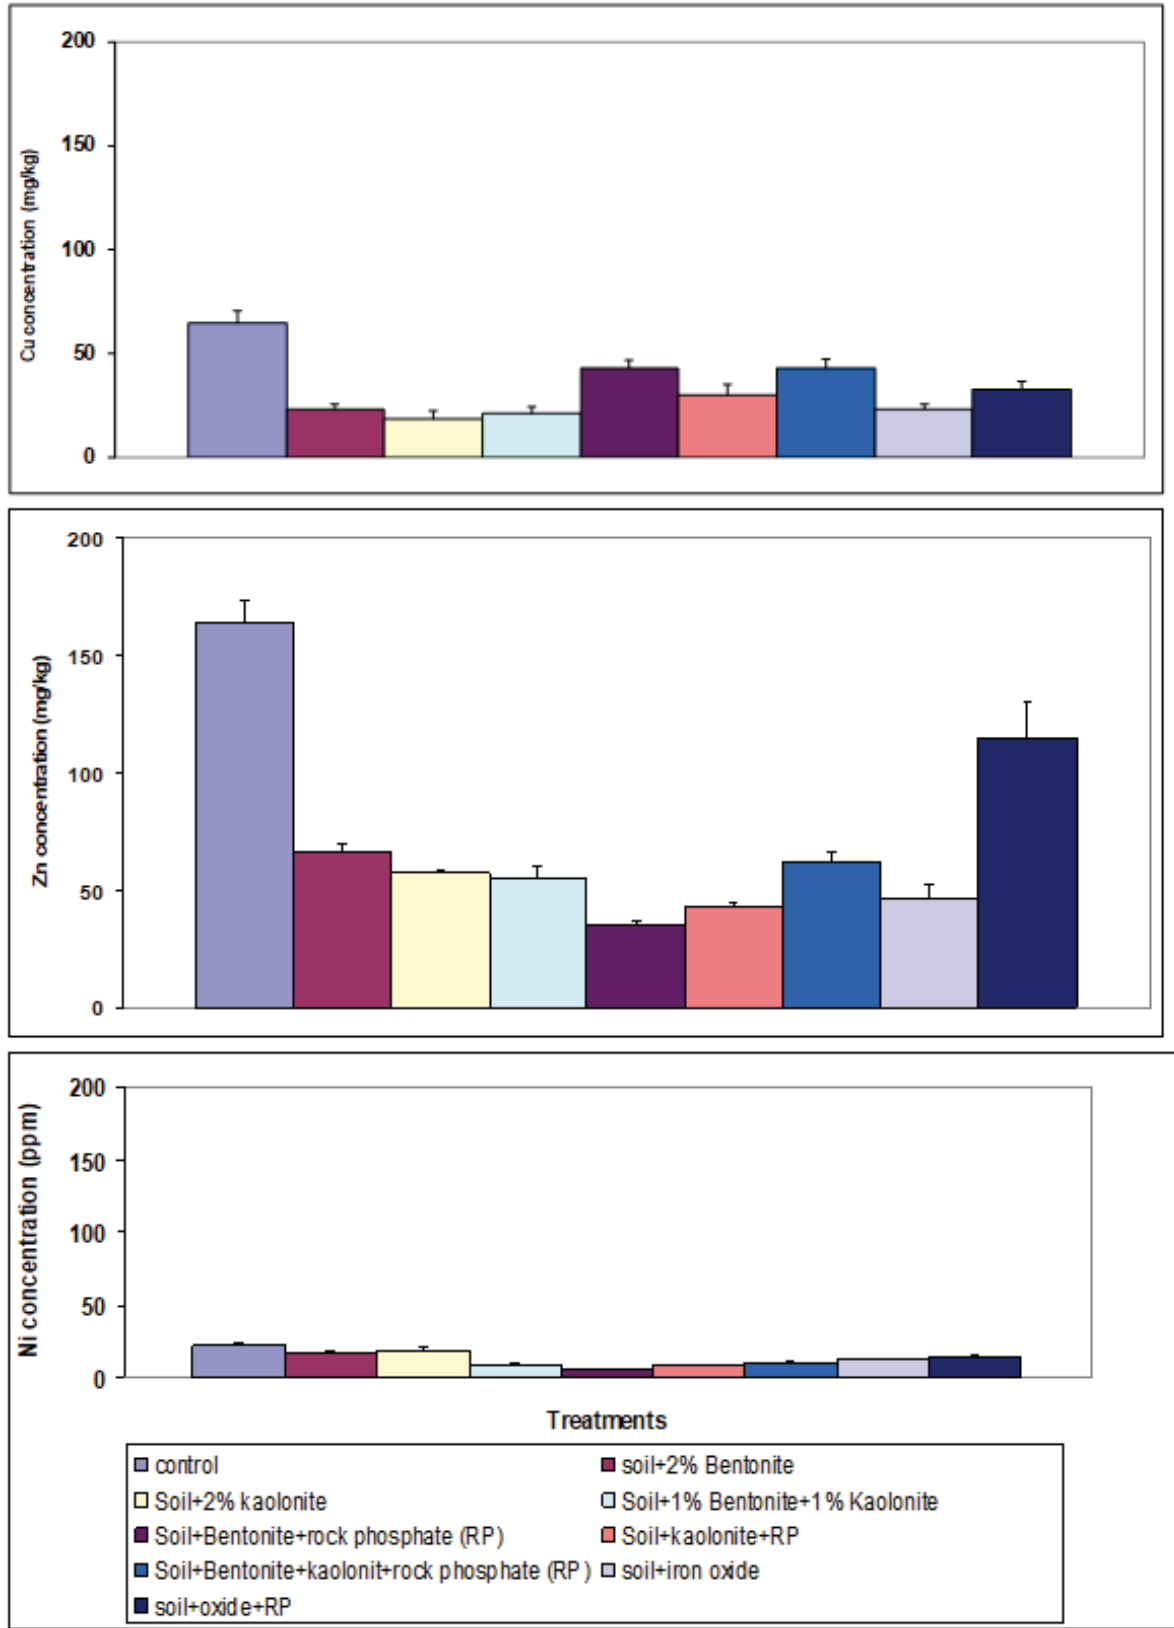 200
150
100
50
0
Cu concentration (mg/kg)
200
150
100
50
0
Zn concentration (mg/kg)
200
150
100
50
0
Ni concentration (ppm)
Treatments
control
soil+2% Bentonite
Soil+2% kaolonite
Soil+1% Bentonite+1% Kaolonite
Soil+Bentonite+rock phosphate (RP)
Soil+kaolonite+RP
Soil+Bentonite+kaolonit+rock phosphate (RP)
soil+iron oxide
soil+oxide+RP